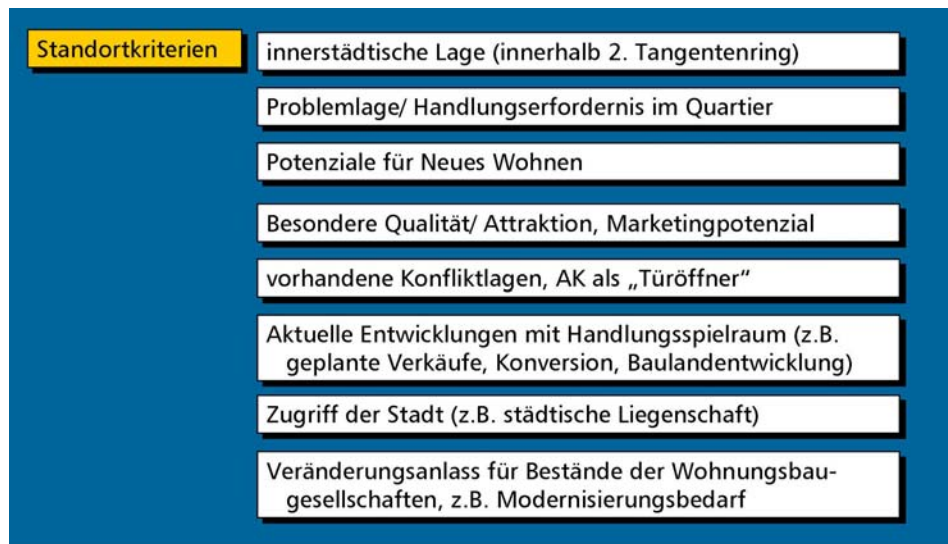 Standortkriterien
innerstädtische Lage (innerhalb 2. Tangentenring)
Problemlage/ Handlungserfordernis im Quartier
Potenziale für Neues Wohnen
Besondere Qualität/ Attraktion, Marketingpotenzial
vorhandene Konfliktlagen, AK als „Türöffner“
Aktuelle Entwicklungen mit Handlungsspielraum (z.B.
geplante Verkäufe, Konversion, Baulandentwicklung)
Zugriff der Stadt (z.B. städtische Liegenschaft)
Veränderungsanlass für Bestände der Wohnungsbau-
gesellschaften, z.B. Modernisierungsbedarf